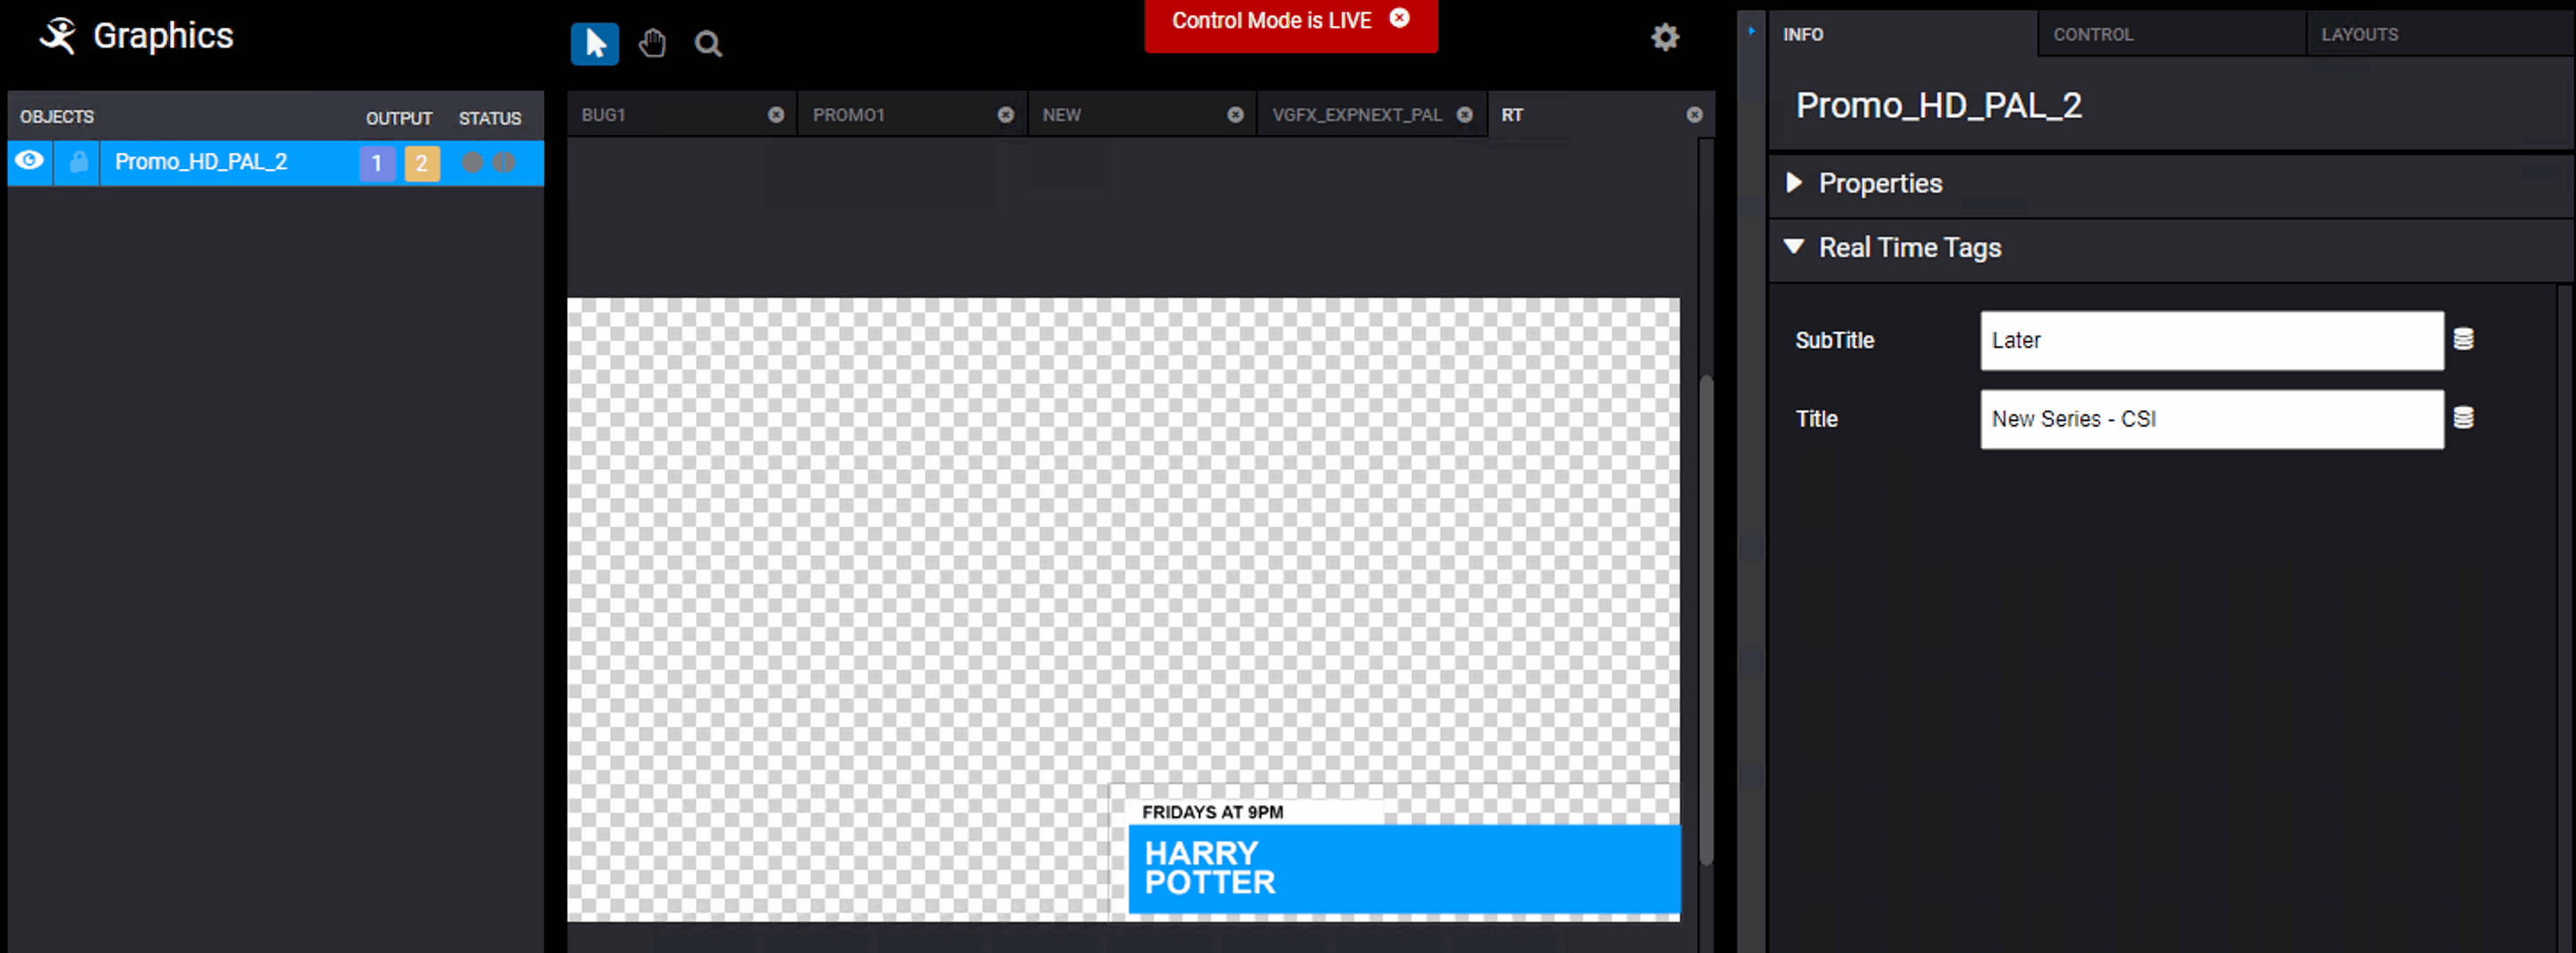 Graphics
Control Mode is LIVE
INFO
CONTROL
LAYOUTS
OBJECTS
OUTPUT
STATUS
Promo_HD_PAL_2
1
2
BUG1
PROMO1
NEW
VGFX_EXPNEXT_PAL
RT
FRIDAYS AT 9PM
HARRY
POTTER
Promo_HD_PAL_2
Properties
Real Time Tags
SubTitle
Later
Title
New Series - CSI